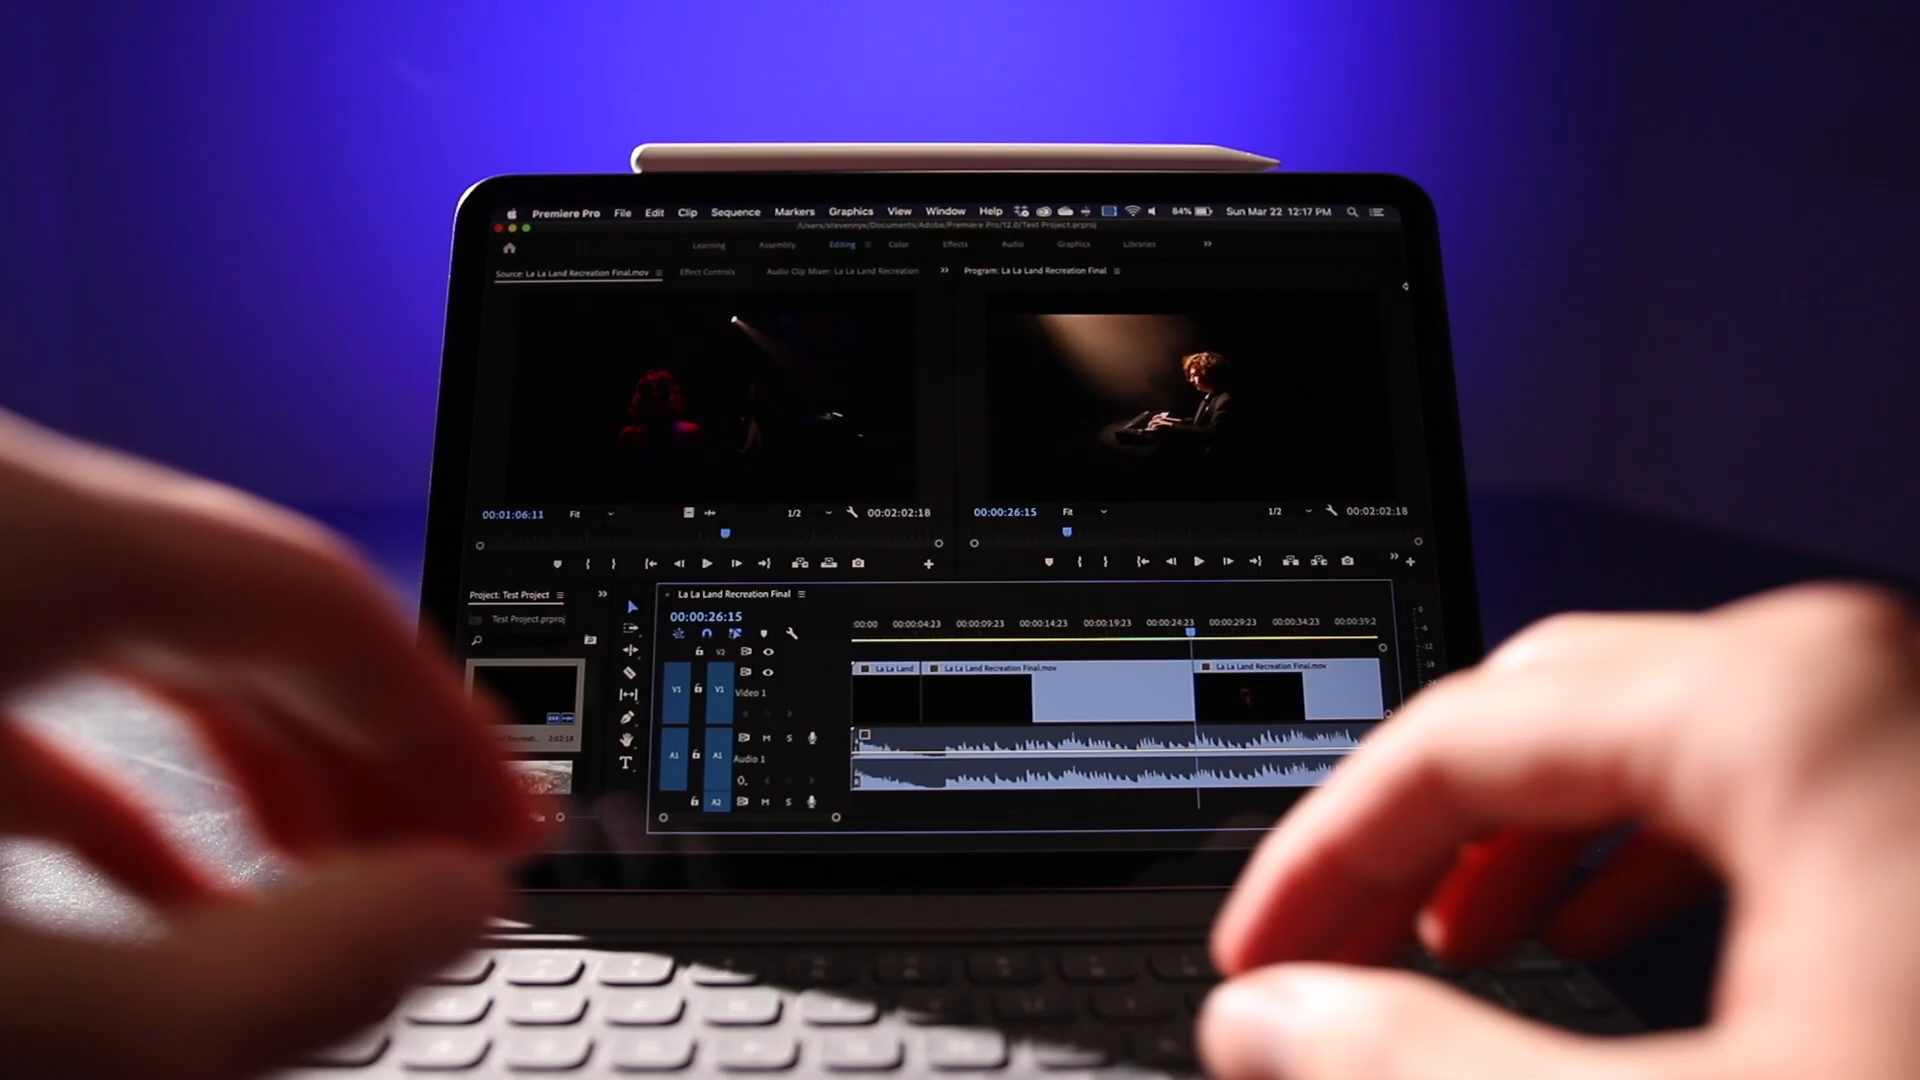 Premiere Pro File Edit Clip Sequence Markers Graphics View Window Help 84% Sun Mar 22 12:17 PM
/Users/stevennye/Documents/Adobe/Premiere Pro/12.0/Test Project.prproj
Learning Assembly Editing Color Effects Audio Graphics Libraries
Source: La La Land Recreation Final.mov Effect Controls Audio Clip Mixer: La La Land Recreation Program: La La Land Recreation Final
00:01:06:11 Fit 1/2 00:02:02:18 00:00:26:15 Fit 1/2 00:02:02:18
Project: Test Project
Test Project.prproj
2:02:18
La La Land Recreation Final
00:00:26:15
:00:00 00:00:04:23 00:00:09:23 00:00:14:23 00:00:19:23 00:00:24:23 00:00:29:23 00:00:34:23 00:00:39:2
V2
La La Land La La Land Recreation Final.mov La La Land Recreation Final.mov
V1 V1 Video 1
M S
A1 A1 Audio 1
A2 M S
T